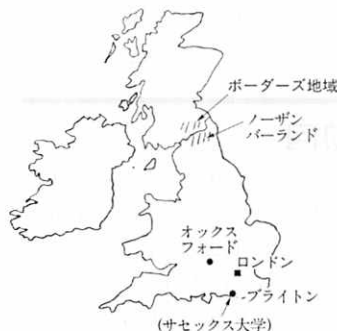 ボーダーズ地域
ノーザン
バーランド
オックス
フォード
ロンドン
ブライトン
(サセックス大学)